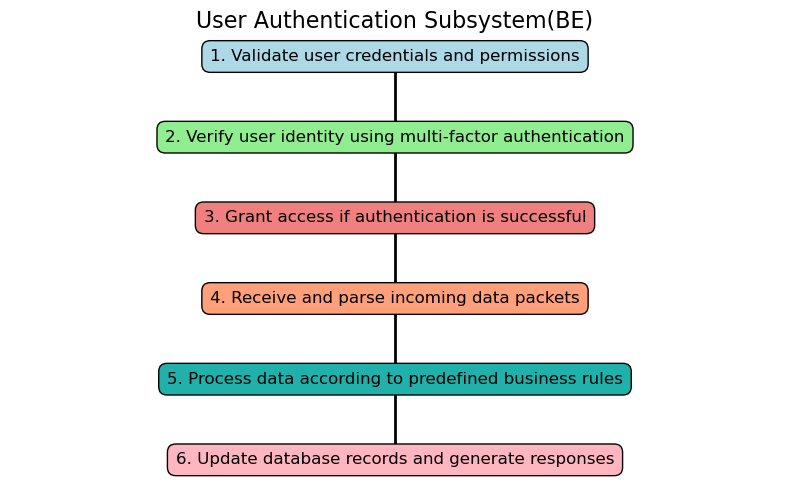 User Authentication Subsystem(BE)
1. Validate user credentials and permissions
2. Verify user identity using multi-factor authentication
3. Grant access if authentication is successful
4. Receive and parse incoming data packets
5. Process data according to predefined business rules
6. Update database records and generate responses